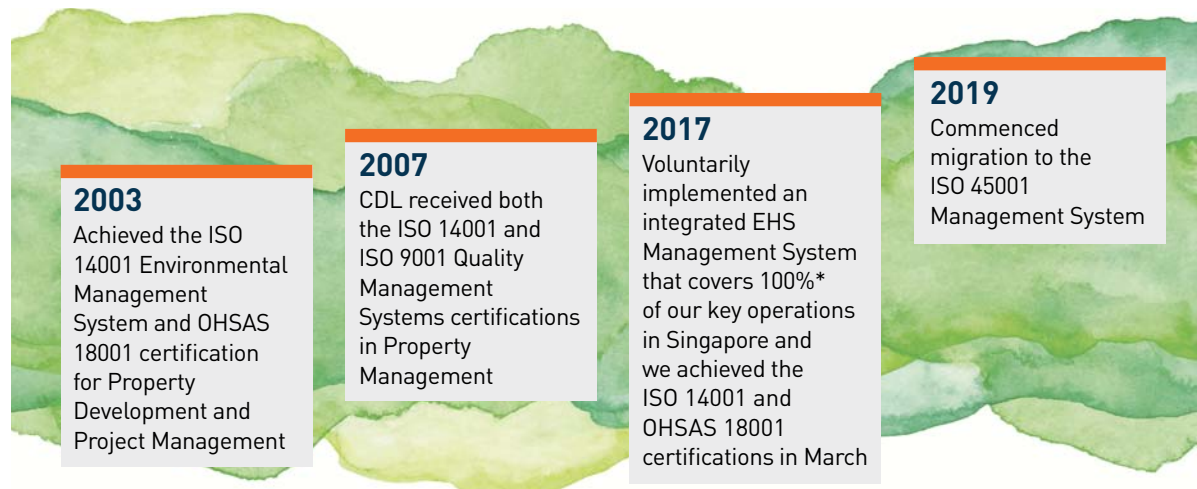 2003
Achieved the ISO
14001 Environmental
Management
System and OHSAS
18001 certification
for Property
Development and
Project Management
2007
CDL received both
the ISO 14001 and
ISO 9001 Quality
Management
Systems certifications
in Property
Management
2017
Voluntarily
implemented an
integrated EHS
Management System
that covers 100%*
of our key operations
in Singapore and
we achieved the
ISO 14001 and
OHSAS 18001
certifications in March
2019
Commenced
migration to the
ISO 45001
Management System